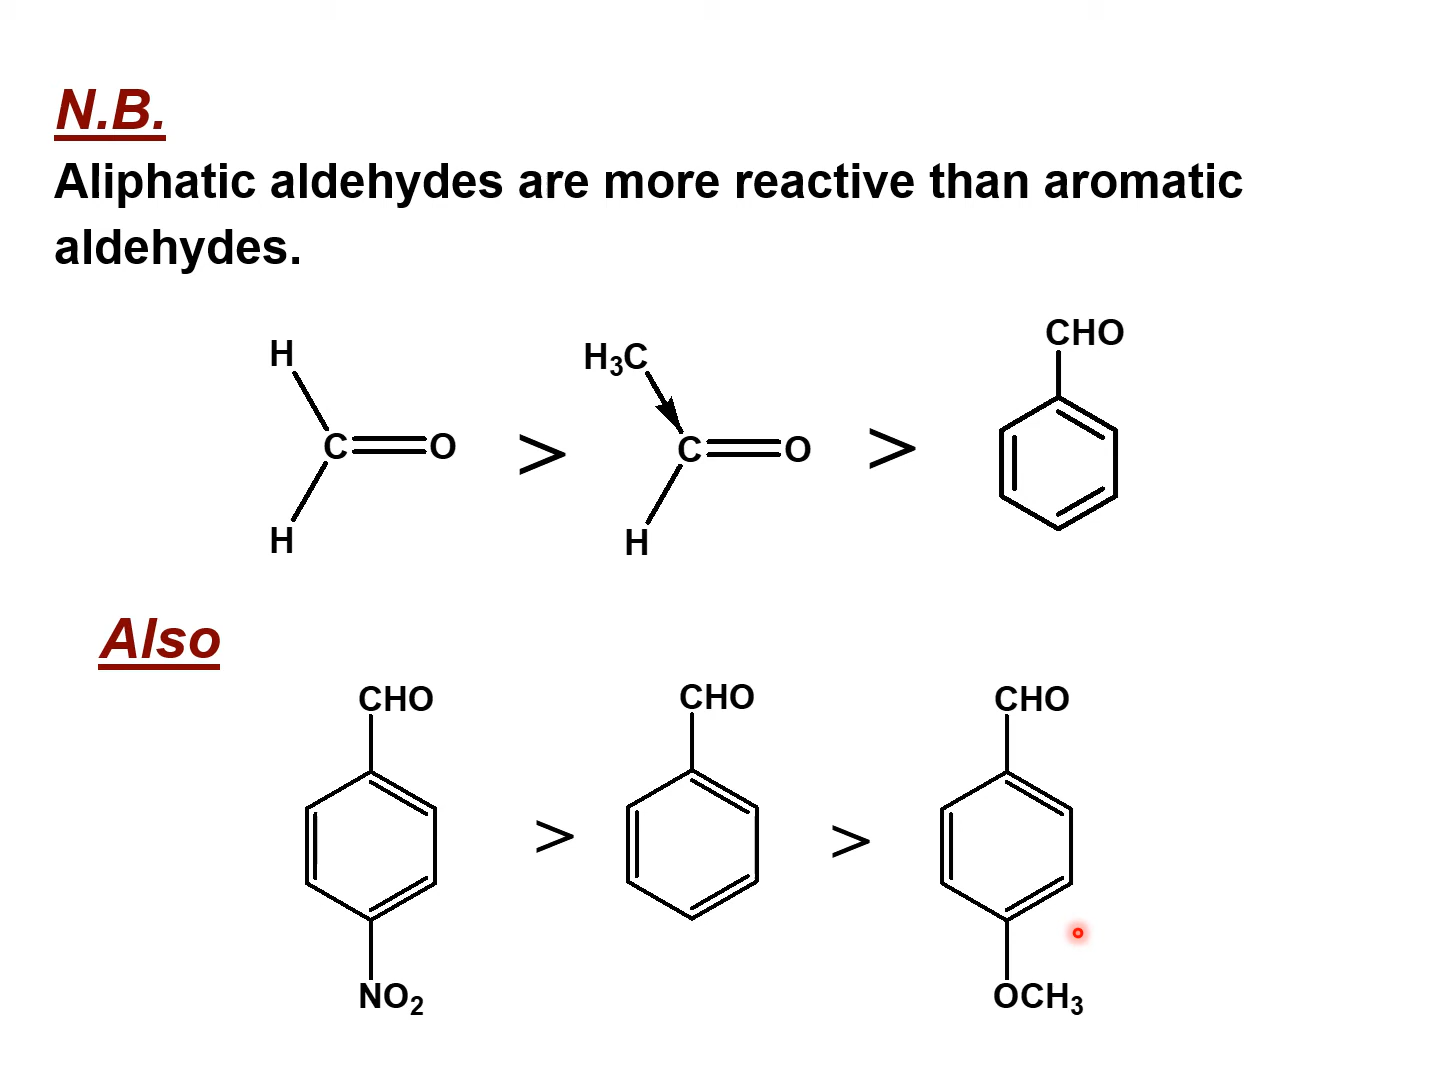 N.B.
Aliphatic aldehydes are more reactive than aromatic
aldehydes.
H H₃C CHO
C O > C O >
H H
Also
CHO CHO CHO
> >
NO₂ OCH₃